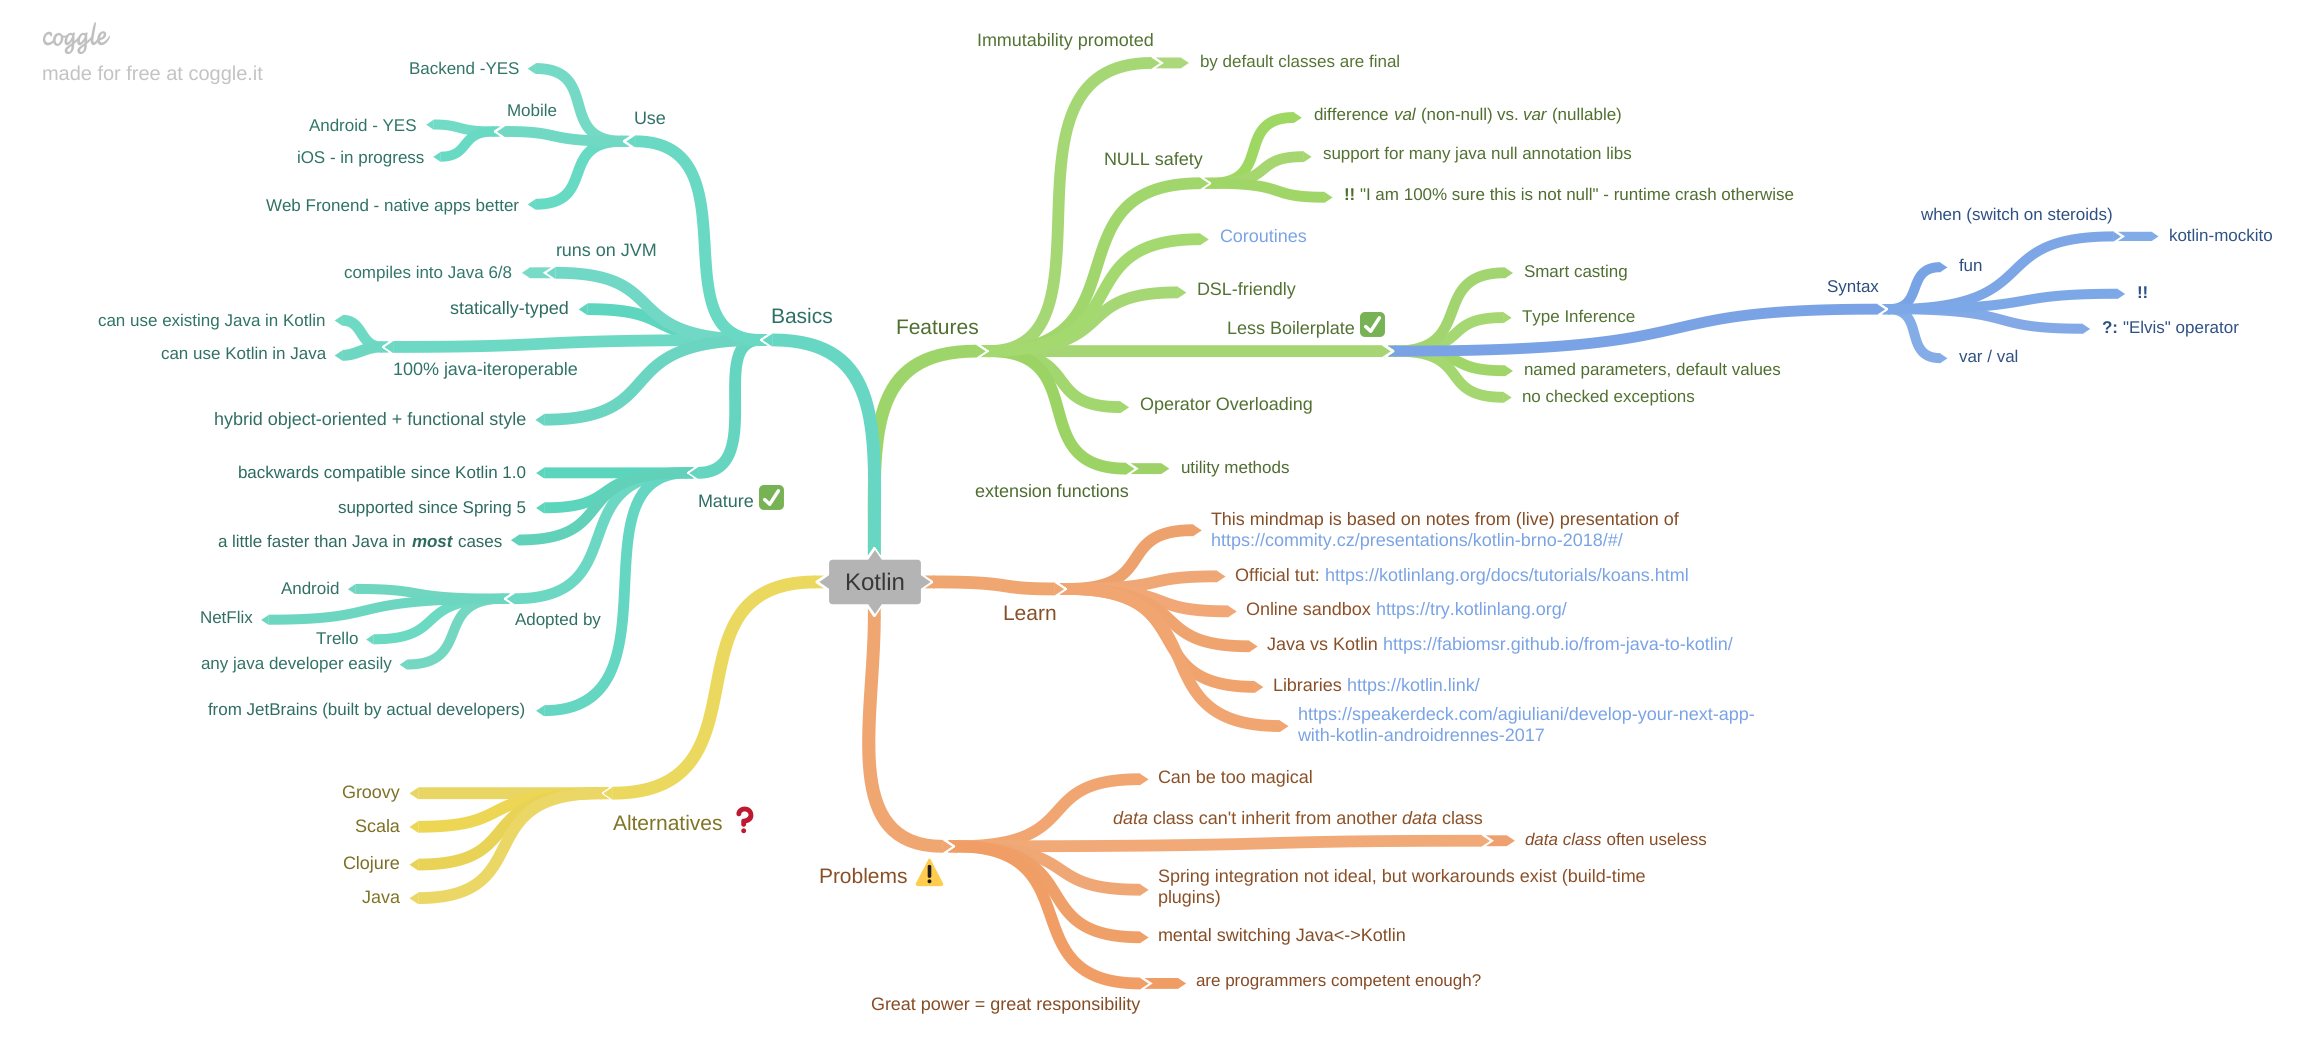 coggle
made for free at coggle.it
Kotlin
Basics
Use
Backend -YES
Mobile
Android - YES
iOS - in progress
Web Fronend - native apps better
runs on JVM
compiles into Java 6/8
statically-typed
100% java-iteroperable
can use existing Java in Kotlin
can use Kotlin in Java
hybrid object-oriented + functional style
Mature ✅
backwards compatible since Kotlin 1.0
supported since Spring 5
a little faster than Java in most cases
Adopted by
Android
NetFlix
Trello
any java developer easily
from JetBrains (built by actual developers)
Alternatives ❓
Groovy
Scala
Clojure
Java
Features
Immutability promoted
by default classes are final
NULL safety
difference val (non-null) vs. var (nullable)
support for many java null annotation libs
!! "I am 100% sure this is not null" - runtime crash otherwise
Coroutines
DSL-friendly
Less Boilerplate ✅
Smart casting
Type Inference
Syntax
when (switch on steroids)
kotlin-mockito
fun
!!
?: "Elvis" operator
var / val
named parameters, default values
no checked exceptions
Operator Overloading
extension functions
utility methods
Learn
This mindmap is based on notes from (live) presentation of
https://commity.cz/presentations/kotlin-brno-2018/#/
Official tut: https://kotlinlang.org/docs/tutorials/koans.html
Online sandbox https://try.kotlinlang.org/
Java vs Kotlin https://fabiomsr.github.io/from-java-to-kotlin/
Libraries https://kotlin.link/
https://speakerdeck.com/agiuliani/develop-your-next-app-
with-kotlin-androidrennes-2017
Problems ⚠
Can be too magical
data class can't inherit from another data class
data class often useless
Spring integration not ideal, but workarounds exist (build-time
plugins)
mental switching Java<->Kotlin
Great power = great responsibility
are programmers competent enough?